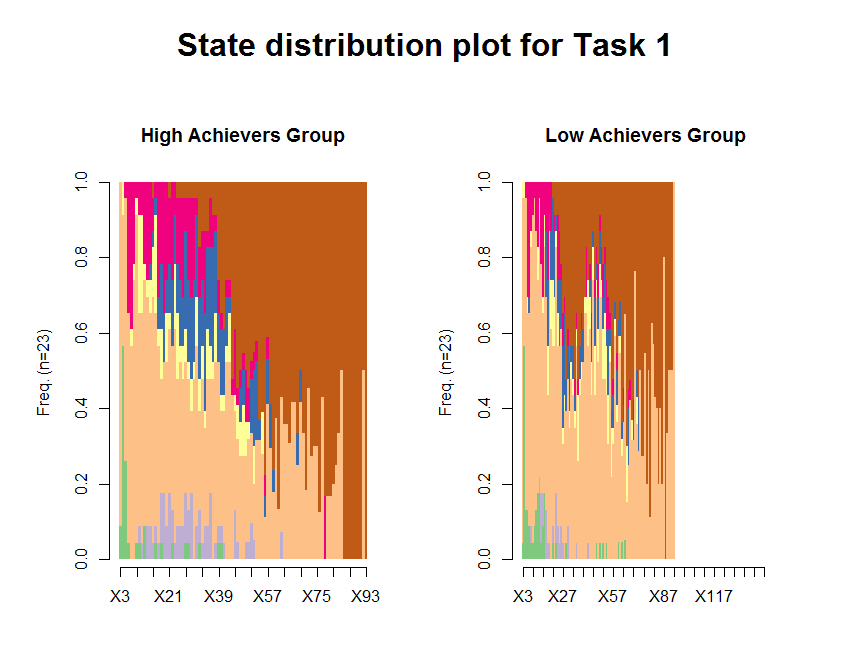 State distribution plot for Task 1
High Achievers Group
Freq. (n=23)
1.0
0.8
0.6
0.4
0.2
0.0
X3 X21 X39 X57 X75 X93
Low Achievers Group
Freq. (n=23)
1.0
0.8
0.6
0.4
0.2
0.0
X3 X27 X57 X87 X117